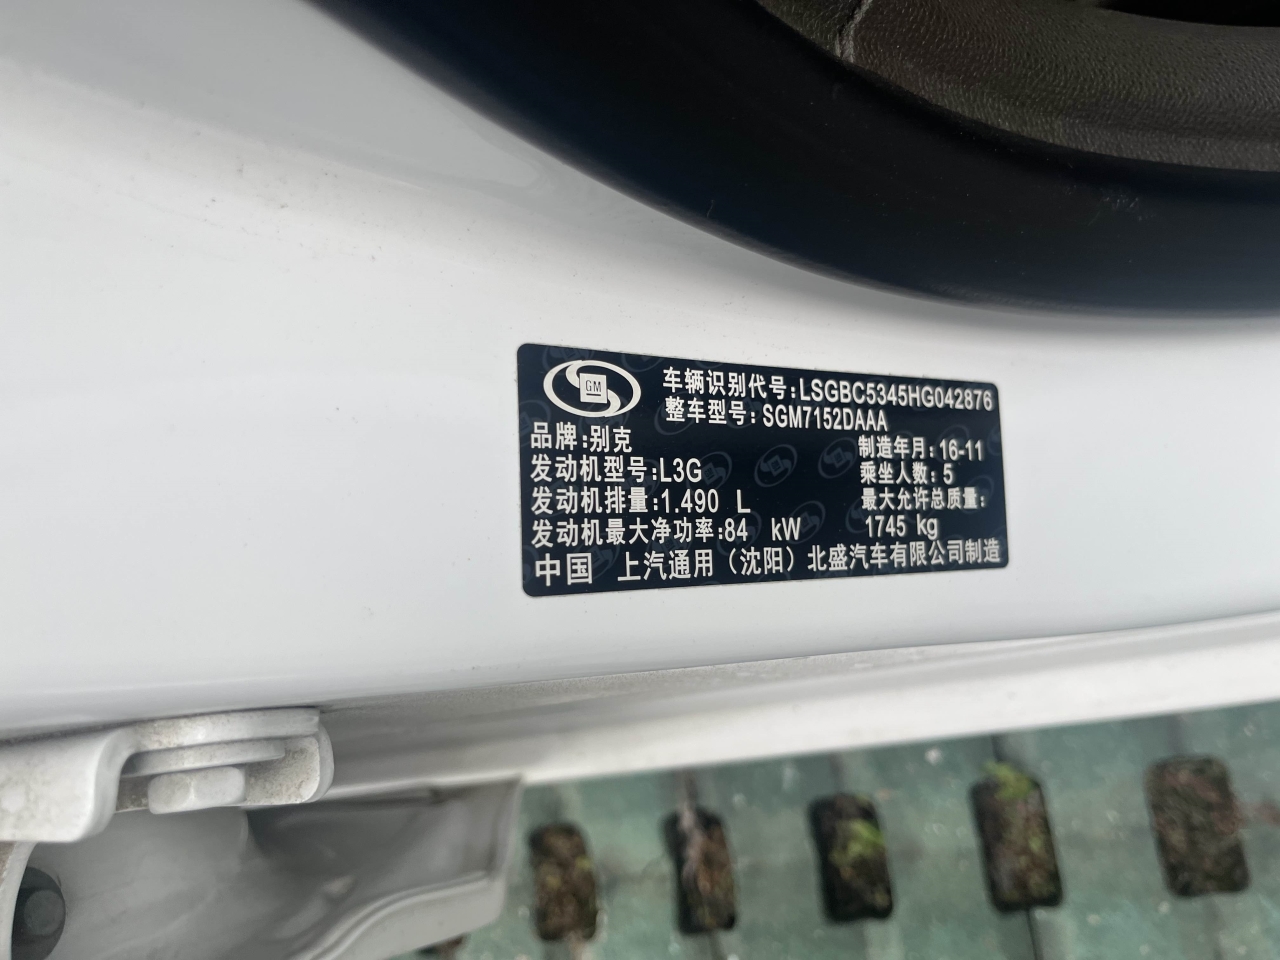 GM
车辆识别代号:LSGBC5345HG042876
整车型号:SGM7152DAAA
品牌:别克 制造年月:16-11
发动机型号:L3G 乘坐人数:5
发动机排量:1.490 L 最大允许总质量:
发动机最大净功率:84 kW 1745 kg
中国 上汽通用（沈阳）北盛汽车有限公司制造